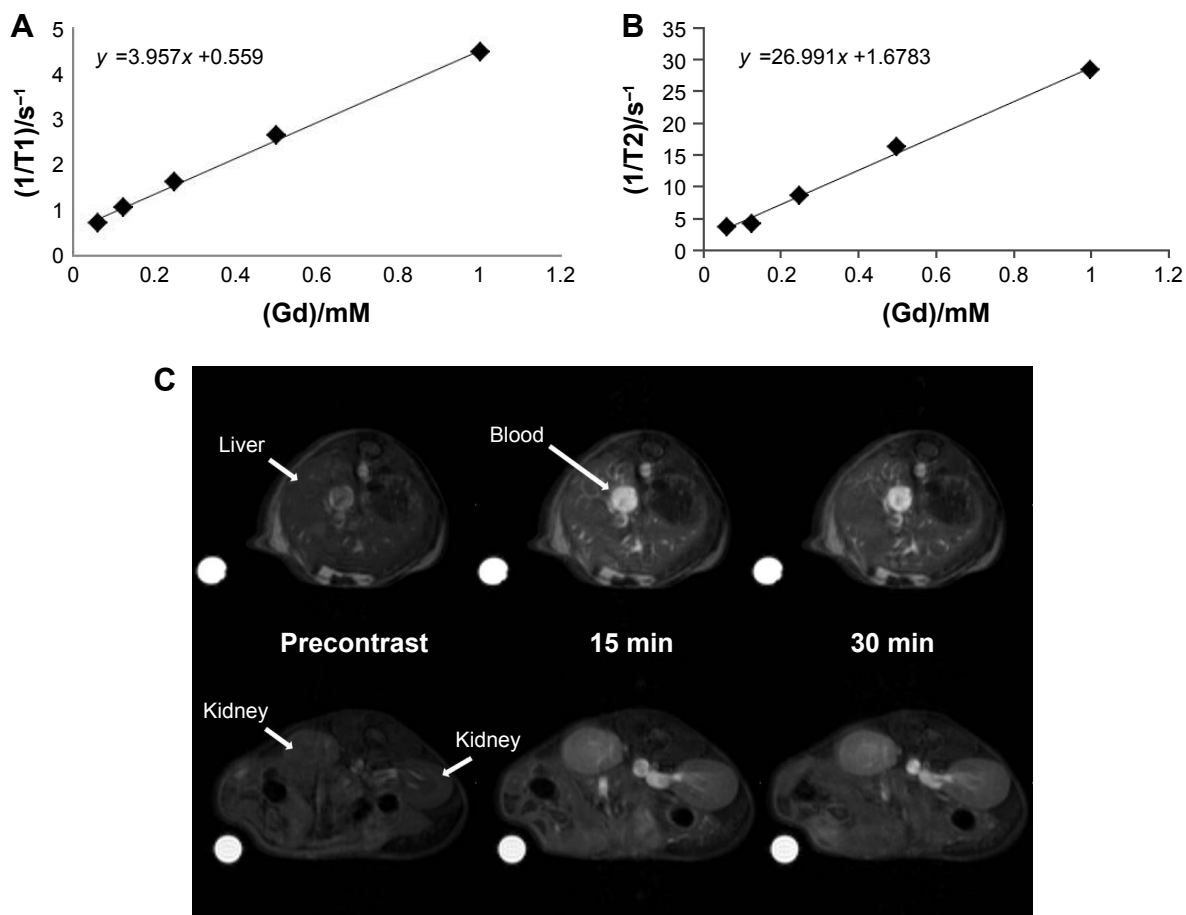 A
y =3.957x +0.559
(1/T1)/s⁻¹
5
4
3
2
1
0
0 0.2 0.4 0.6 0.8 1 1.2
(Gd)/mM
B
y =26.991x +1.6783
(1/T2)/s⁻¹
35
30
25
20
15
10
5
0
0 0.2 0.4 0.6 0.8 1 1.2
(Gd)/mM
C
Liver
Blood
Precontrast 15 min 30 min
Kidney
Kidney